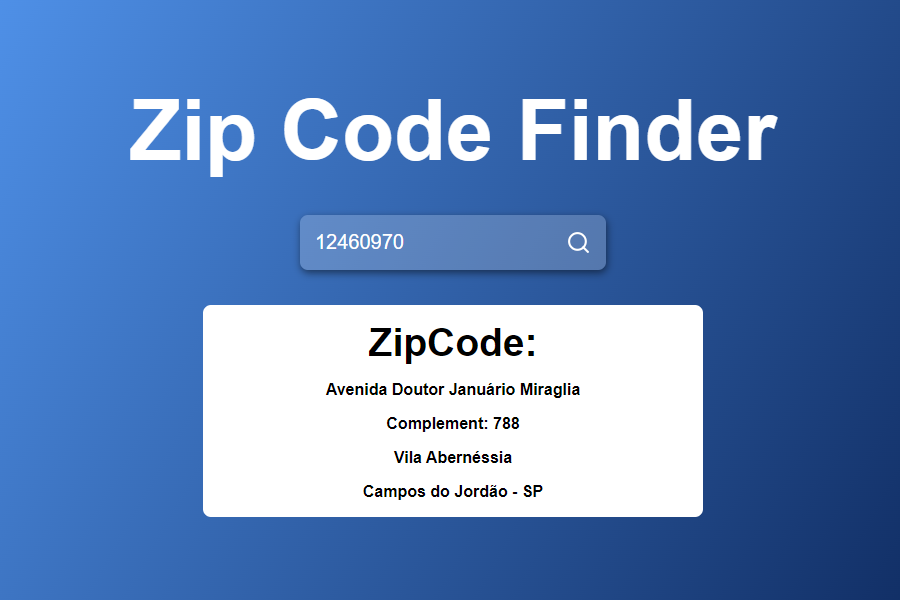 Zip Code Finder
12460970
ZipCode:
Avenida Doutor Januário Miraglia
Complement: 788
Vila Abernéssia
Campos do Jordão - SP